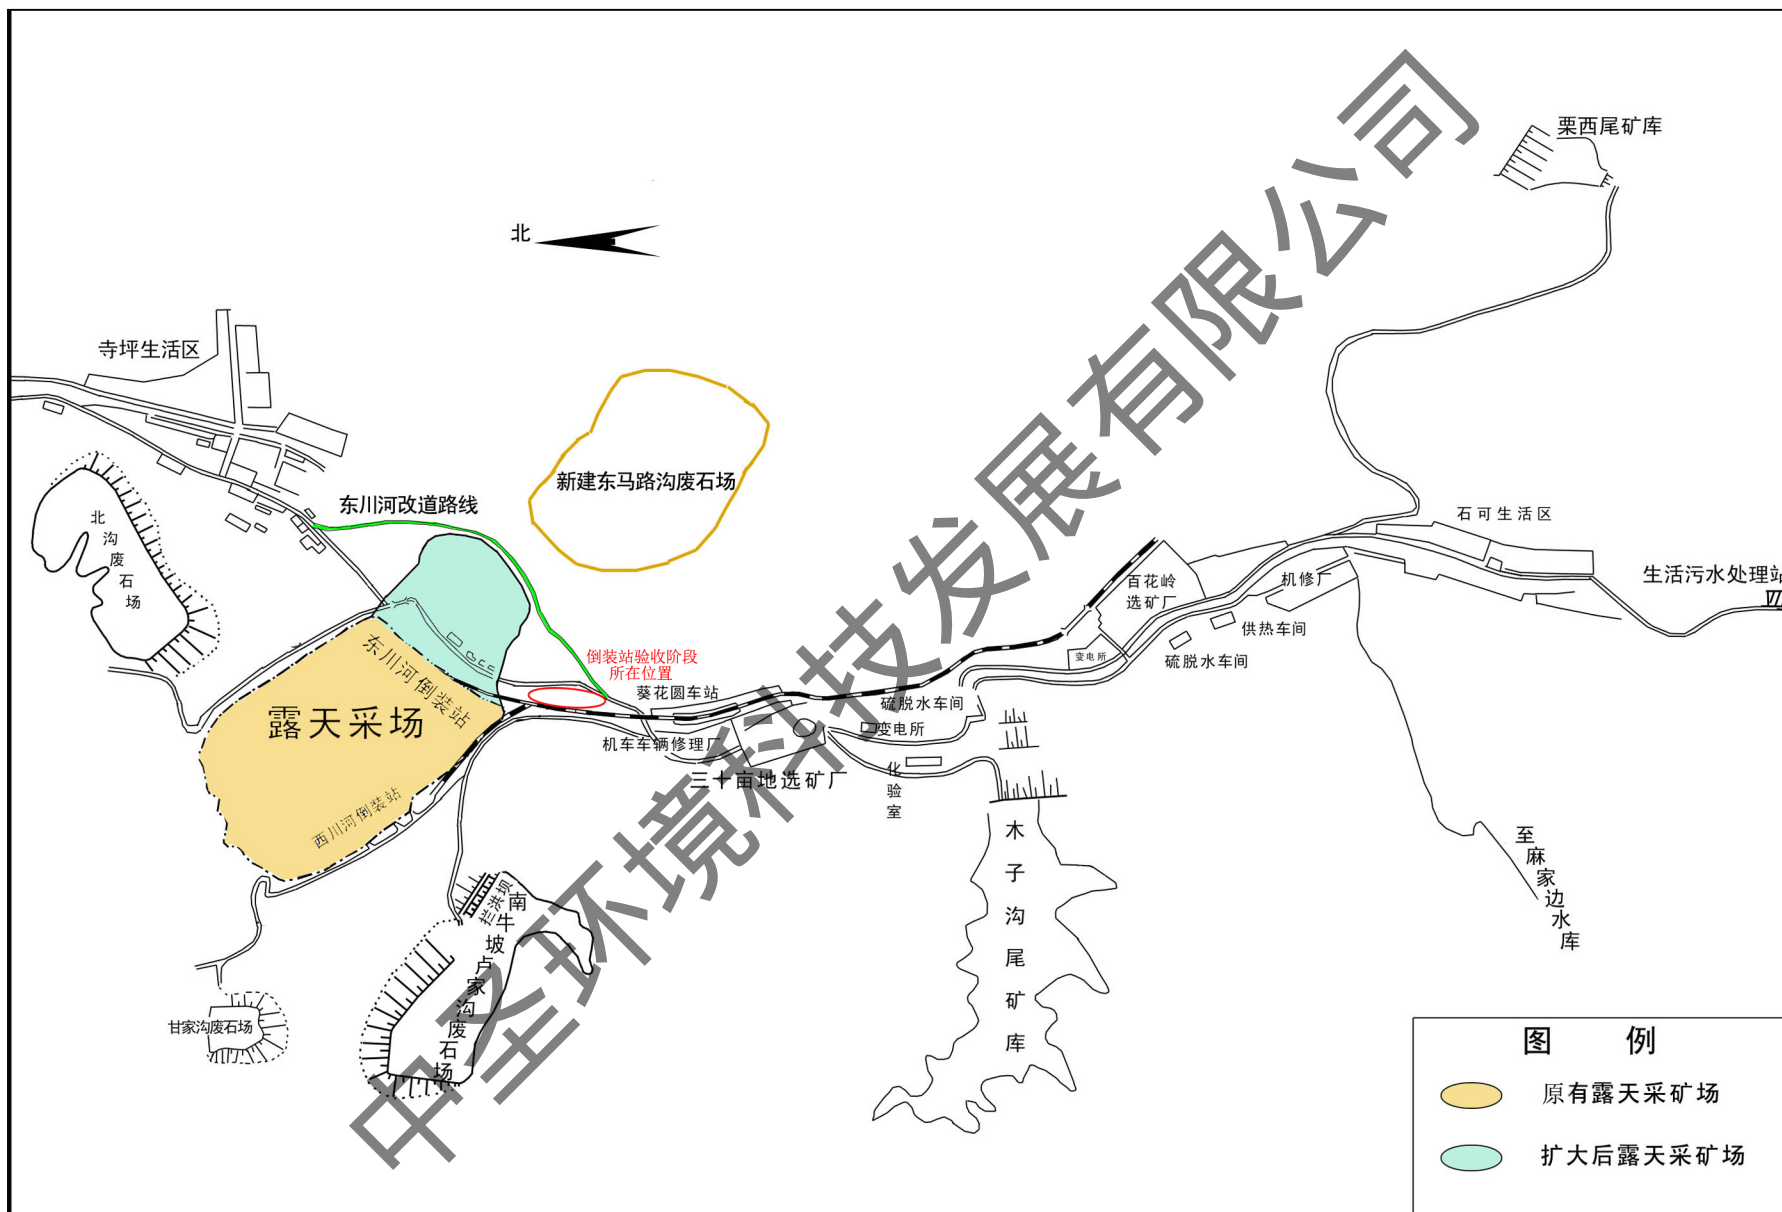 栗西尾矿库
北
寺坪生活区
新建东马路沟废石场
东川河改道路线
北沟废石场
石可生活区
百花岭
选矿厂
机修厂
生活污水处理站
供热车间
变电所
硫脱水车间
东川河倒装站
倒装站验收阶段
所在位置
葵花圆车站
硫脱水车间
露天采场
变电所
机车车辆修理厂
三十亩地选矿厂
化验室
西川河倒装站
木子沟尾矿库
至麻家边水库
拦洪坝
南牛坡卢家沟废石场
甘家沟废石场
图 例
原有露天采矿场
扩大后露天采矿场
中圣环境科技发展有限公司